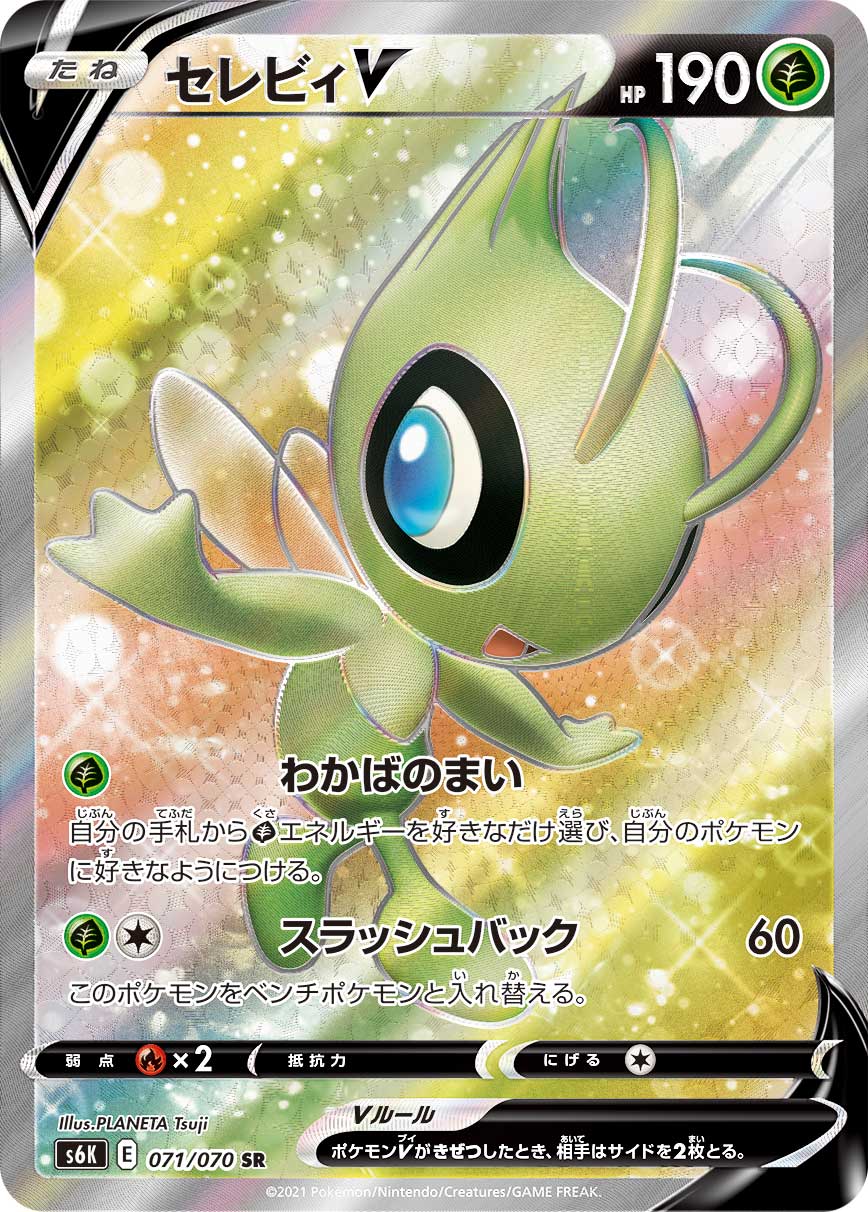 たね セレビィV HP 190
わかばのまい
自分の手札から エネルギーを好きなだけ選び、自分のポケモン
に好きなようにつける。
スラッシュバック 60
このポケモンをベンチポケモンと入れ替える。
弱点 ×2 抵抗力 にげる
Illus.PLANETA Tsuji
Vルール
ポケモンVがきぜつしたとき、相手はサイドを2枚とる。
s6K E 071/070 SR
©2021 Pokémon/Nintendo/Creatures/GAME FREAK.